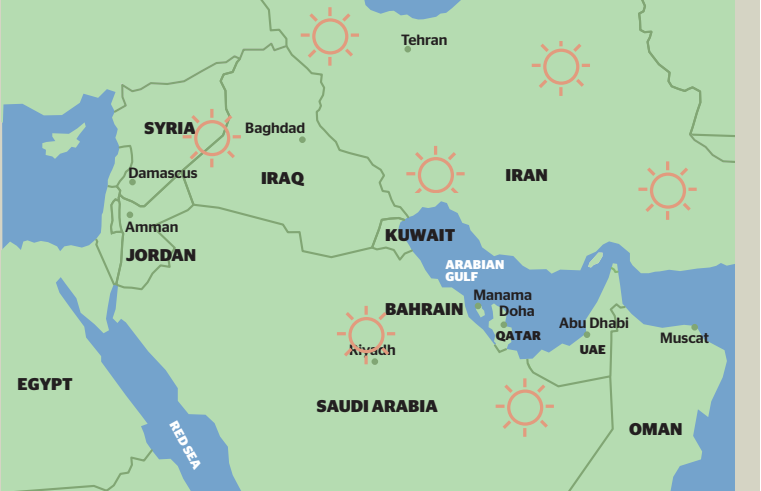 Tehran
SYRIA
Baghdad
Damascus
IRAQ
IRAN
Amman
JORDAN
KUWAIT
ARABIAN
GULF
Manama
BAHRAIN
Doha
QATAR
Abu Dhabi
UAE
Muscat
Riyadh
EGYPT
SAUDI ARABIA
OMAN
RED SEA